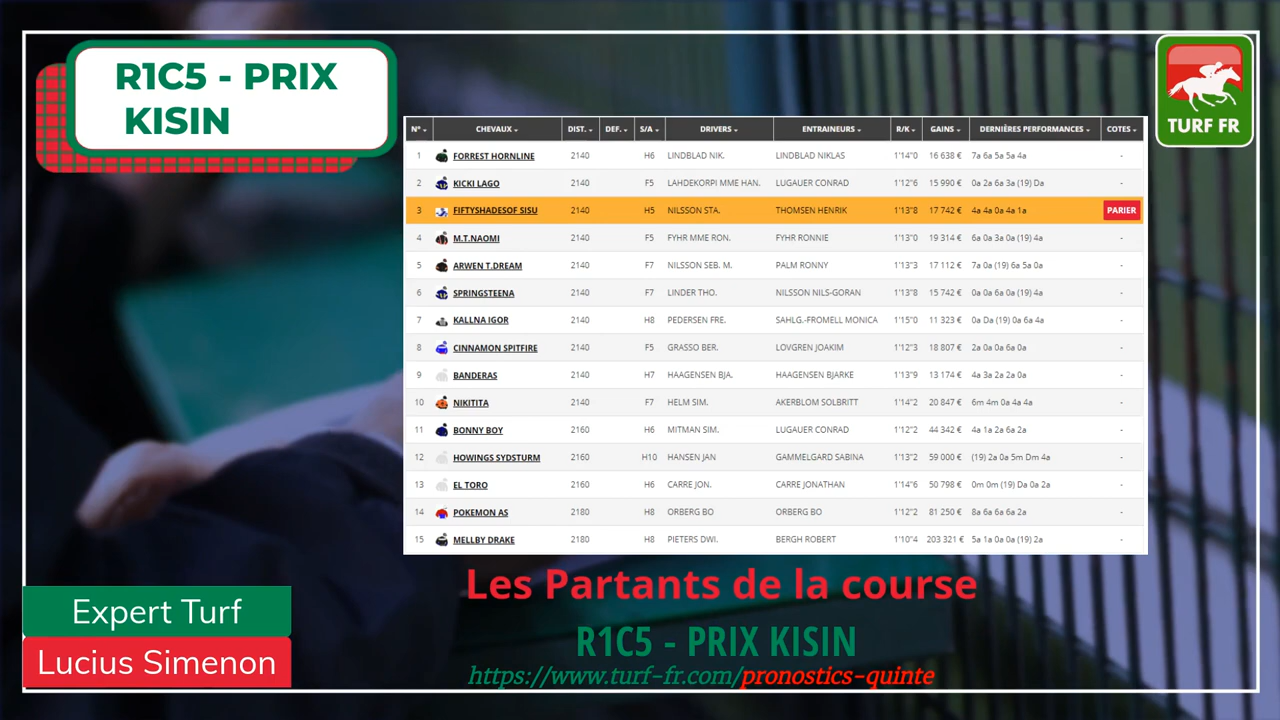 R1C5 - PRIX
KISIN
TURF FR
N° CHEVAUX DIST. DEF. S/A DRIVERS ENTRAINEURS R/K GAINS DERNIÈRES PERFORMANCES COTES
1 FORREST HORNLINE 2140 H6 LINDBLAD NIK. LINDBLAD NIKLAS 1'14"0 16 638 € 7a 6a 5a 5a 4a -
2 KICKI LAGO 2140 F5 LAHDEKORPI MME HAN. LUGAUER CONRAD 1'12"6 15 990 € 0a 2a 6a 3a (19) Da -
3 FIFTYSHADESOF SISU 2140 H5 NILSSON STA. THOMSEN HENRIK 1'13"8 17 742 € 4a 4a 0a 4a 1a PARIER
4 M.T.NAOMI 2140 F5 FYHR MME RON. FYHR RONNIE 1'13"0 19 314 € 6a 0a 3a 0a (19) 4a -
5 ARWEN T.DREAM 2140 F7 NILSSON SEB. M. PALM RONNY 1'13"3 17 112 € 7a 0a (19) 6a 5a 0a -
6 SPRINGSTEENA 2140 F7 LINDER THO. NILSSON NILS-GORAN 1'13"8 15 742 € 0a 0a 6a 0a (19) 4a -
7 KALLNA IGOR 2140 H8 PEDERSEN FRE. SAHLG.-FROMELL MONICA 1'15"0 11 323 € 0a Da (19) 0a 6a 4a -
8 CINNAMON SPITFIRE 2140 F5 GRASSO BER. LOVGREN JOAKIM 1'12"3 18 807 € 2a 0a 0a 6a 0a -
9 BANDERAS 2140 H7 HAAGENSEN BJA. HAAGENSEN BJARKE 1'13"9 13 174 € 4a 3a 2a 2a 0a -
10 NIKITITA 2140 F7 HELM SIM. AKERBLOM SOLBRITT 1'14"2 20 847 € 6m 4m 0a 4a 4a -
11 BONNY BOY 2160 H6 MITMAN SIM. LUGAUER CONRAD 1'12"2 44 342 € 4a 1a 2a 6a 2a -
12 HOWINGS SYDSTURM 2160 H10 HANSEN JAN GAMMELGARD SABINA 1'13"2 59 000 € (19) 2a 0a 5m Dm 4a -
13 EL TORO 2160 H6 CARRE JON. CARRE JONATHAN 1'14"6 50 798 € 0m 0m (19) Da 0a 2a -
14 POKEMON AS 2180 H8 ORBERG BO ORBERG BO 1'12"2 81 250 € 8a 6a 6a 6a 2a -
15 MELLBY DRAKE 2180 H8 PIETERS DWI. BERGH ROBERT 1'10"4 203 321 € 5a 1a 0a 0a (19) 2a -
Les Partants de la course
R1C5 - PRIX KISIN
https://www.turf-fr.com/pronostics-quinte
Expert Turf
Lucius Simenon